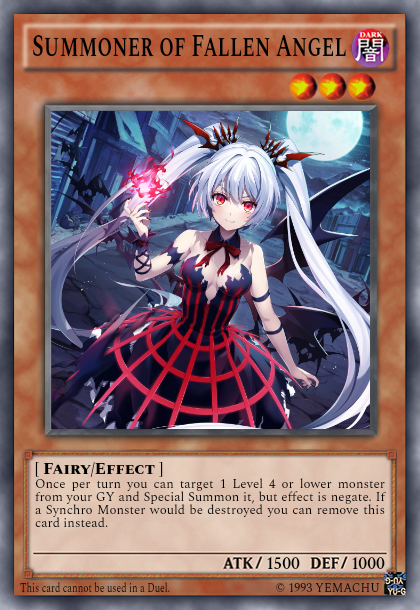 SUMMONER OF FALLEN ANGEL
DARK
闇
[ FAIRY/EFFECT ]
Once per turn you can target 1 Level 4 or lower monster
from your GY and Special Summon it, but effect is negate. If
a Synchro Monster would be destroyed you can remove this
card instead.
ATK / 1500 DEF / 1000
This card cannot be used in a Duel.
© 1993 YEMACHU
YU-G